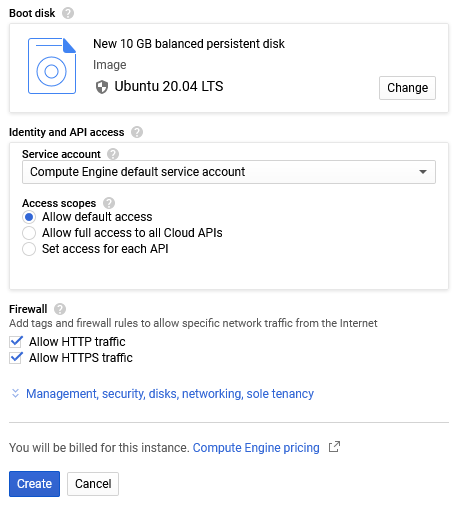 Boot disk
New 10 GB balanced persistent disk
Image
Ubuntu 20.04 LTS
Change
Identity and API access
Service account
Compute Engine default service account
Access scopes
Allow default access
Allow full access to all Cloud APIs
Set access for each API
Firewall
Add tags and firewall rules to allow specific network traffic from the Internet
Allow HTTP traffic
Allow HTTPS traffic
Management, security, disks, networking, sole tenancy
You will be billed for this instance. Compute Engine pricing
Create Cancel